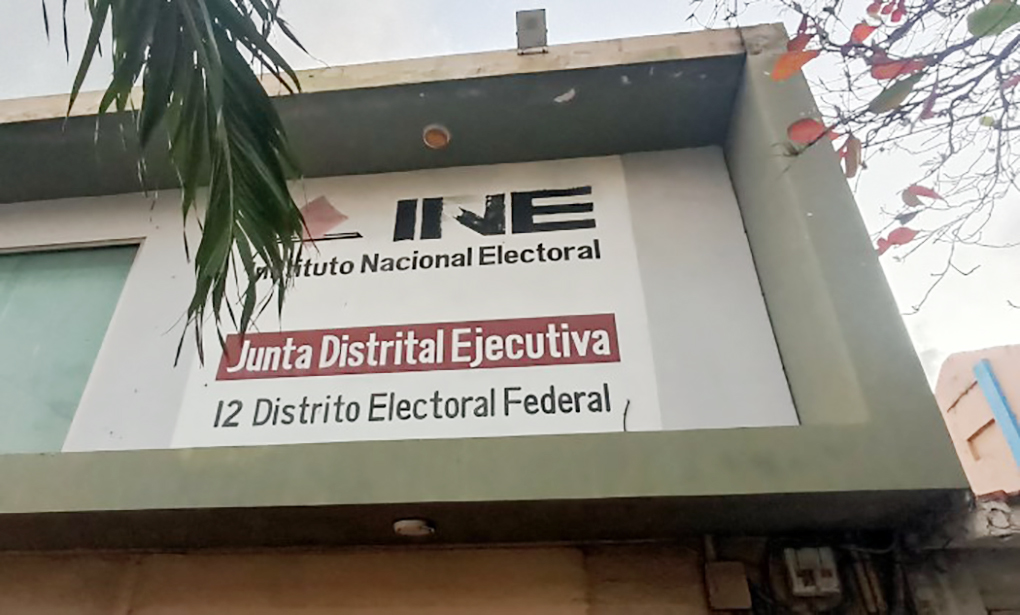 INE
Instituto Nacional Electoral
Junta Distrital Ejecutiva
12 Distrito Electoral Federal